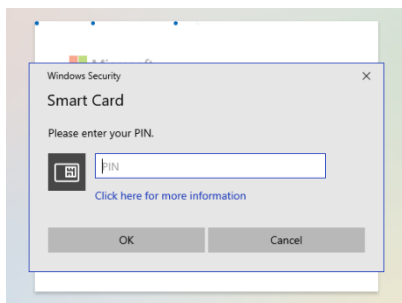 Windows Security
Smart Card
Please enter your PIN.
PIN
Click here for more information
OK
Cancel